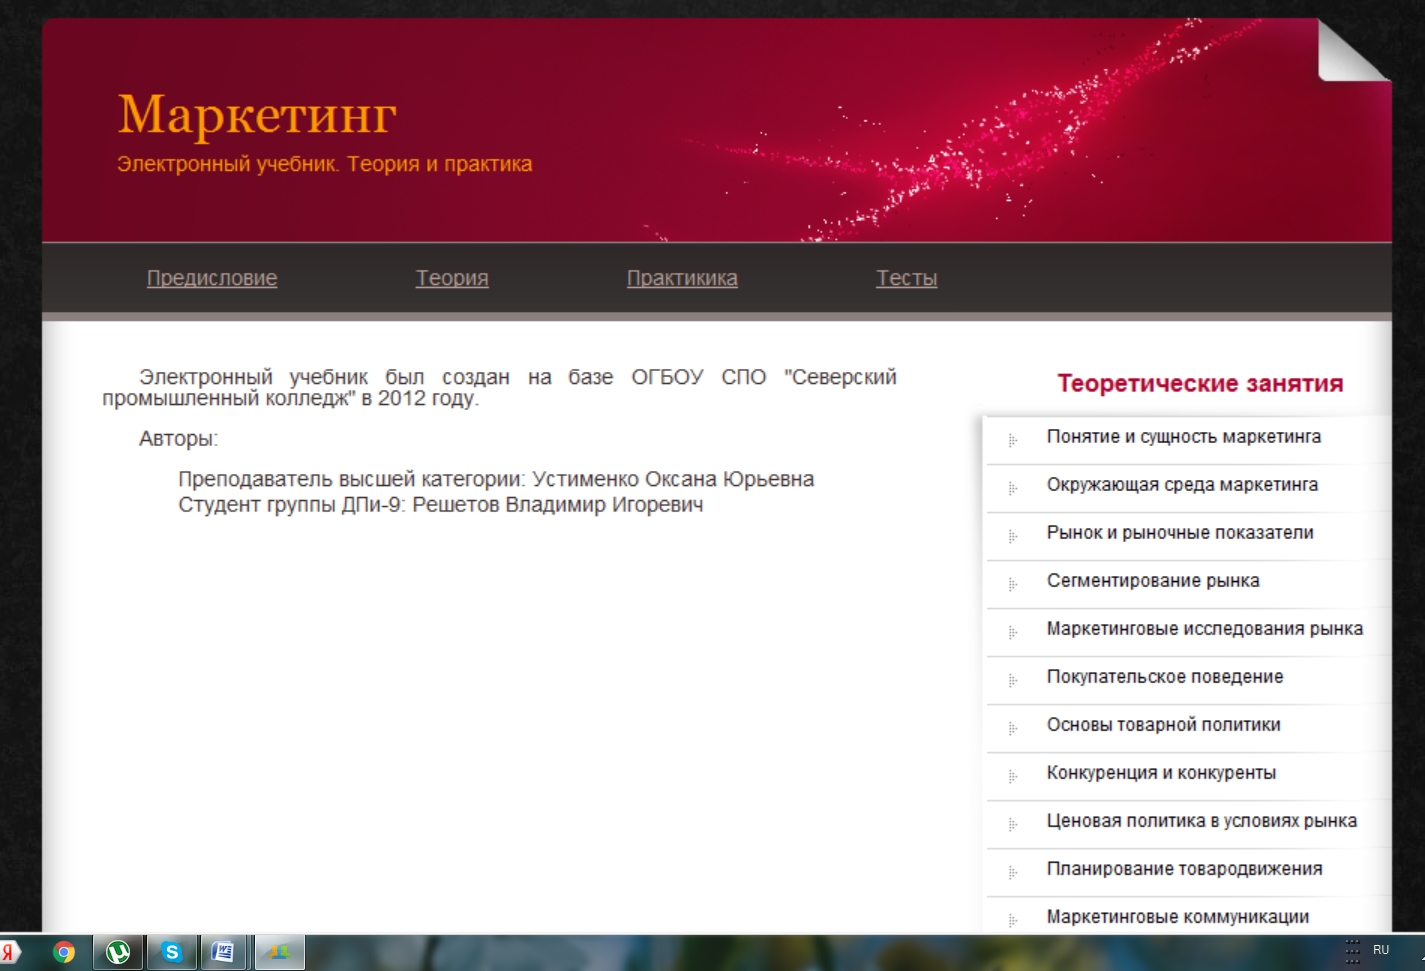 Маркетинг
Электронный учебник. Теория и практика
Предисловие
Теория
Практикика
Тесты
Электронный учебник был создан на базе ОГБОУ СПО "Северский
промышленный колледж" в 2012 году.
Авторы:
Преподаватель высшей категории: Устименко Оксана Юрьевна
Студент группы ДПи-9: Решетов Владимир Игоревич
Теоретические занятия
Понятие и сущность маркетинга
Окружающая среда маркетинга
Рынок и рыночные показатели
Сегментирование рынка
Маркетинговые исследования рынка
Покупательское поведение
Основы товарной политики
Конкуренция и конкуренты
Ценовая политика в условиях рынка
Планирование товародвижения
Маркетинговые коммуникации
Я
RU